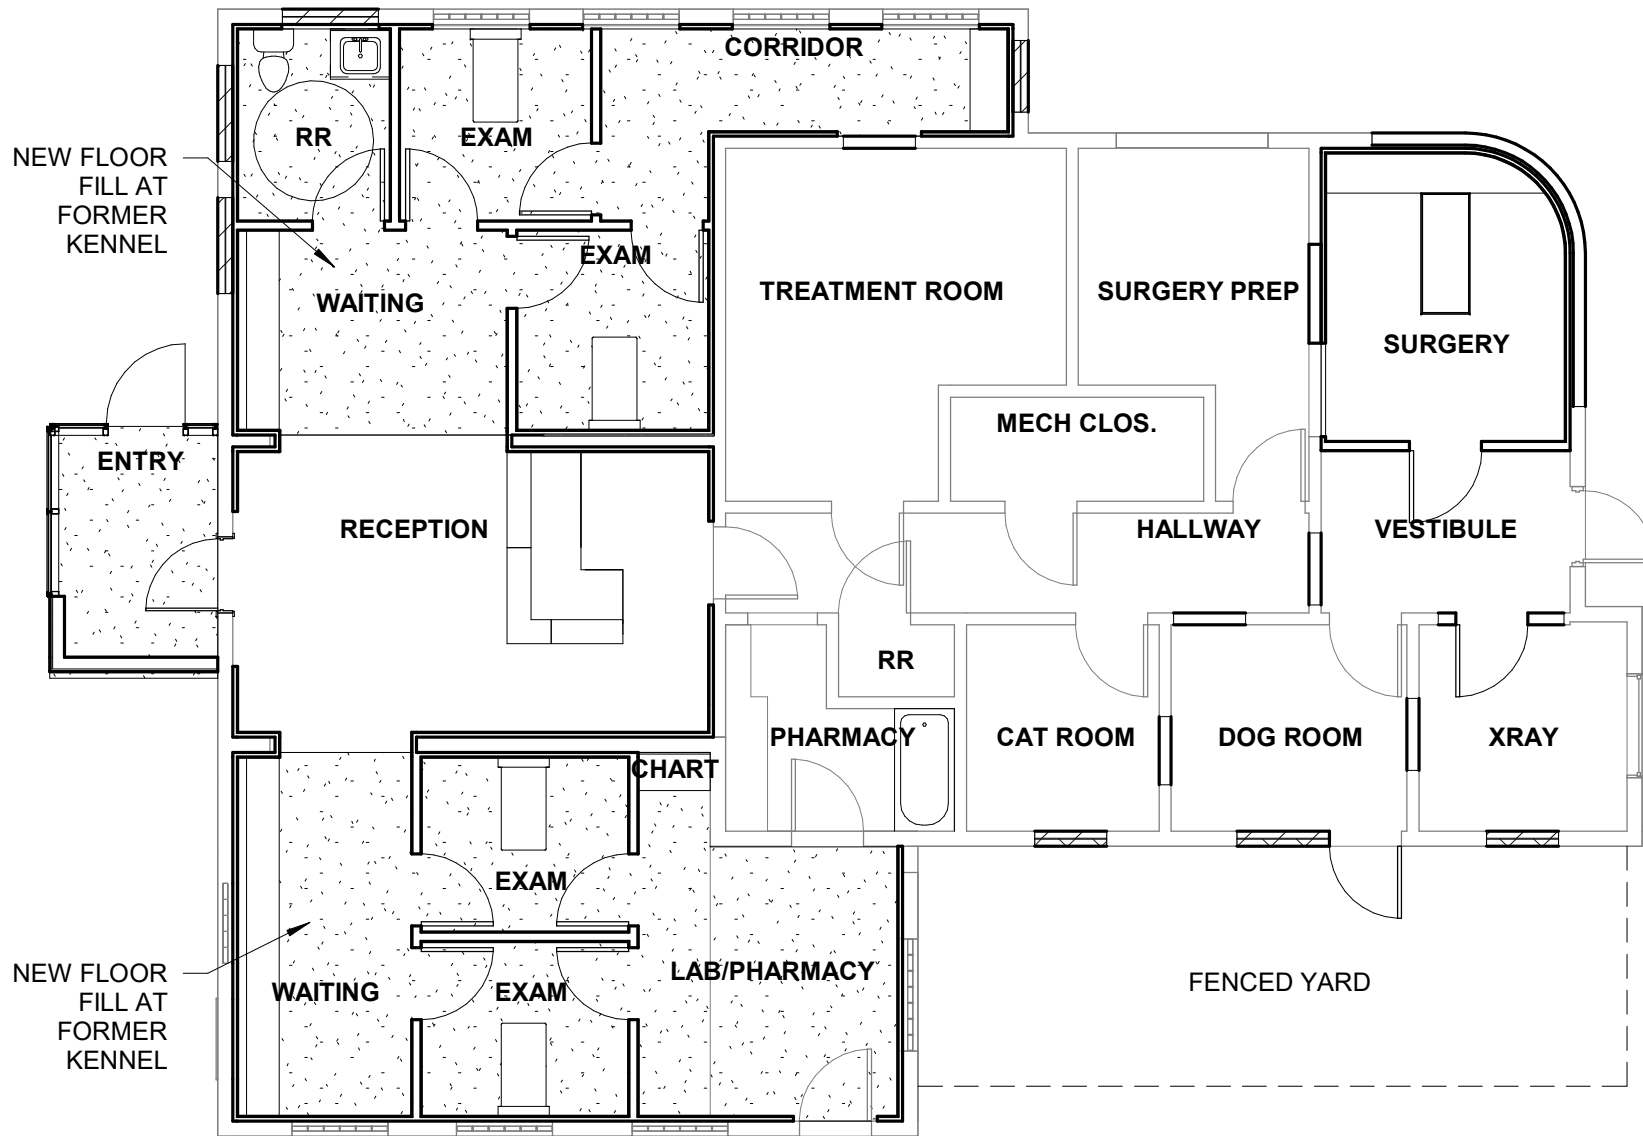 CORRIDOR
RR
EXAM
NEW FLOOR
FILL AT
FORMER
KENNEL
EXAM
WAITING
TREATMENT ROOM
SURGERY PREP
SURGERY
MECH CLOS.
ENTRY
RECEPTION
HALLWAY
VESTIBULE
RR
PHARMACY
CAT ROOM
DOG ROOM
XRAY
CHART
EXAM
NEW FLOOR
FILL AT
FORMER
KENNEL
WAITING
EXAM
LAB/PHARMACY
FENCED YARD